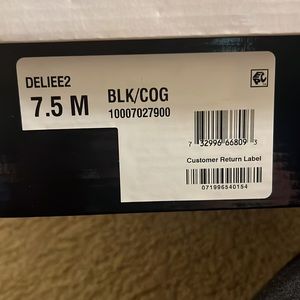 DELIEE2
7.5 M BLK/COG
10007027900
7 32996 66809 3
Customer Return Label
071996540154